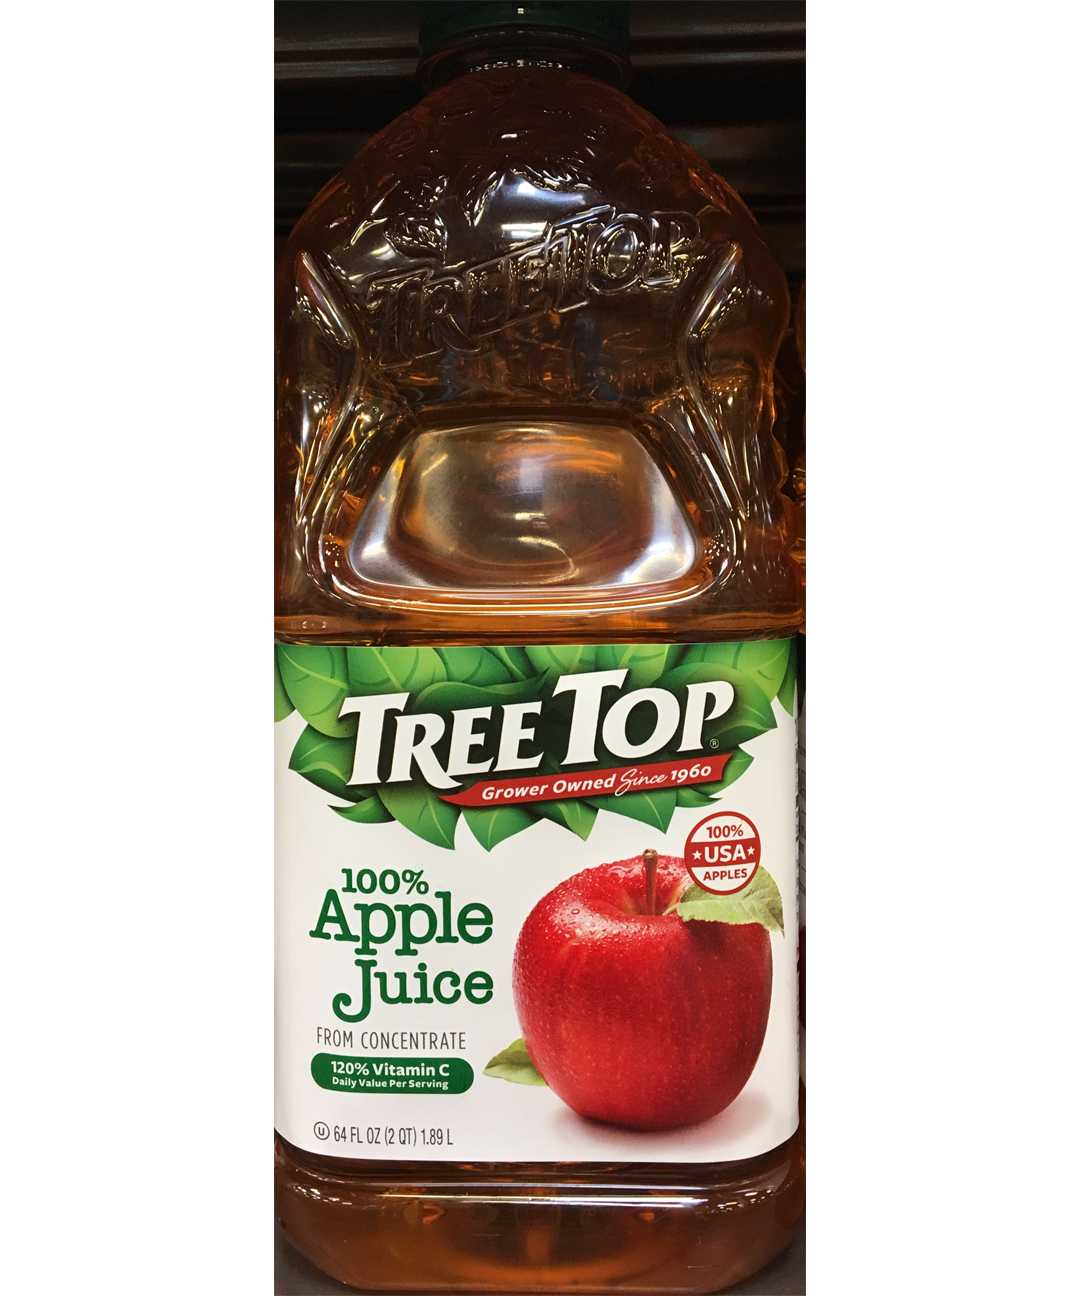 TREE TOP
TREE TOP®
Grower Owned Since 1960
100%
★USA★
APPLES
100%
Apple
Juice
FROM CONCENTRATE
120% Vitamin C
Daily Value Per Serving
U 64 FL OZ (2 QT) 1.89 L